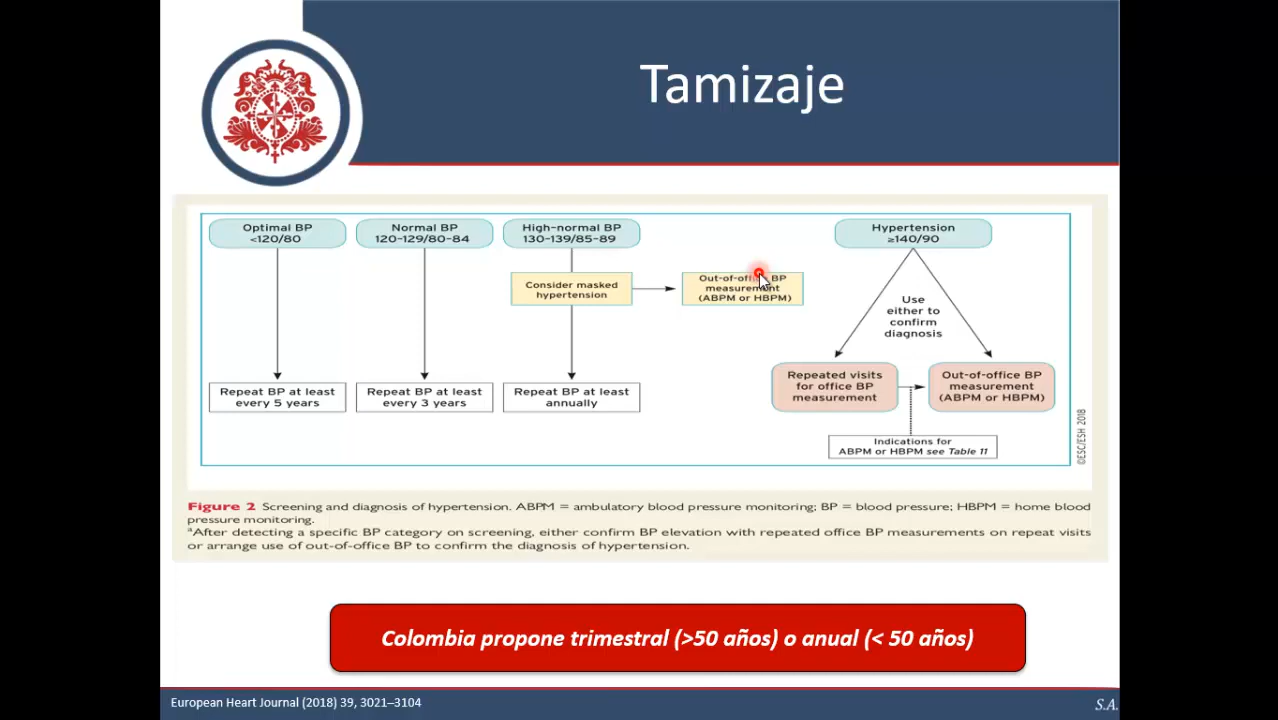 Tamizaje
Optimal BP
<120/80
Normal BP
120-129/80-84
High-normal BP
130-139/85-89
Hypertension
≥140/90
Consider masked
hypertension
Out-of-office BP
measurement
(ABPM or HBPM)
Use
either to
confirm
diagnosis
Repeat BP at least
every 5 years
Repeat BP at least
every 3 years
Repeat BP at least
annually
Repeated visits
for office BP
measurement
Out-of-office BP
measurement
(ABPM or HBPM)
Indications for
ABPM or HBPM see Table 11
©ESC/ESH 2018
Figure 2 Screening and diagnosis of hypertension. ABPM = ambulatory blood pressure monitoring; BP = blood pressure; HBPM = home blood
pressure monitoring.
ᵃAfter detecting a specific BP category on screening, either confirm BP elevation with repeated office BP measurements on repeat visits
or arrange use of out-of-office BP to confirm the diagnosis of hypertension.
Colombia propone trimestral (>50 años) o anual (< 50 años)
European Heart Journal (2018) 39, 3021–3104
S.A.